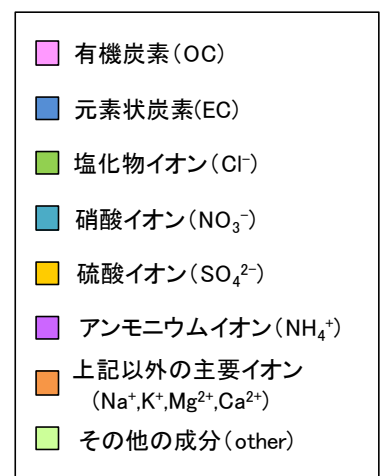 有機炭素(OC)
元素状炭素(EC)
塩化物イオン(Cl⁻)
硝酸イオン(NO₃⁻)
硫酸イオン(SO₄²⁻)
アンモニウムイオン(NH₄⁺)
上記以外の主要イオン
(Na⁺,K⁺,Mg²⁺,Ca²⁺)
その他の成分(other)